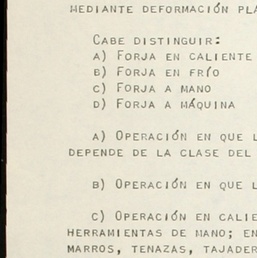 MEDIANTE DEFORMACIÓN PLA
CABE DISTINGUIR:
A) FORJA EN CALIENTE
B) FORJA EN FRÍO
C) FORJA A MANO
D) FORJA A MÁQUINA
A) OPERACIÓN EN QUE L
DEPENDE DE LA CLASE DEL
B) OPERACIÓN EN QUE L
C) OPERACIÓN EN CALIE
HERRAMIENTAS DE MANO; EN
MARROS, TENAZAS, TAJADER